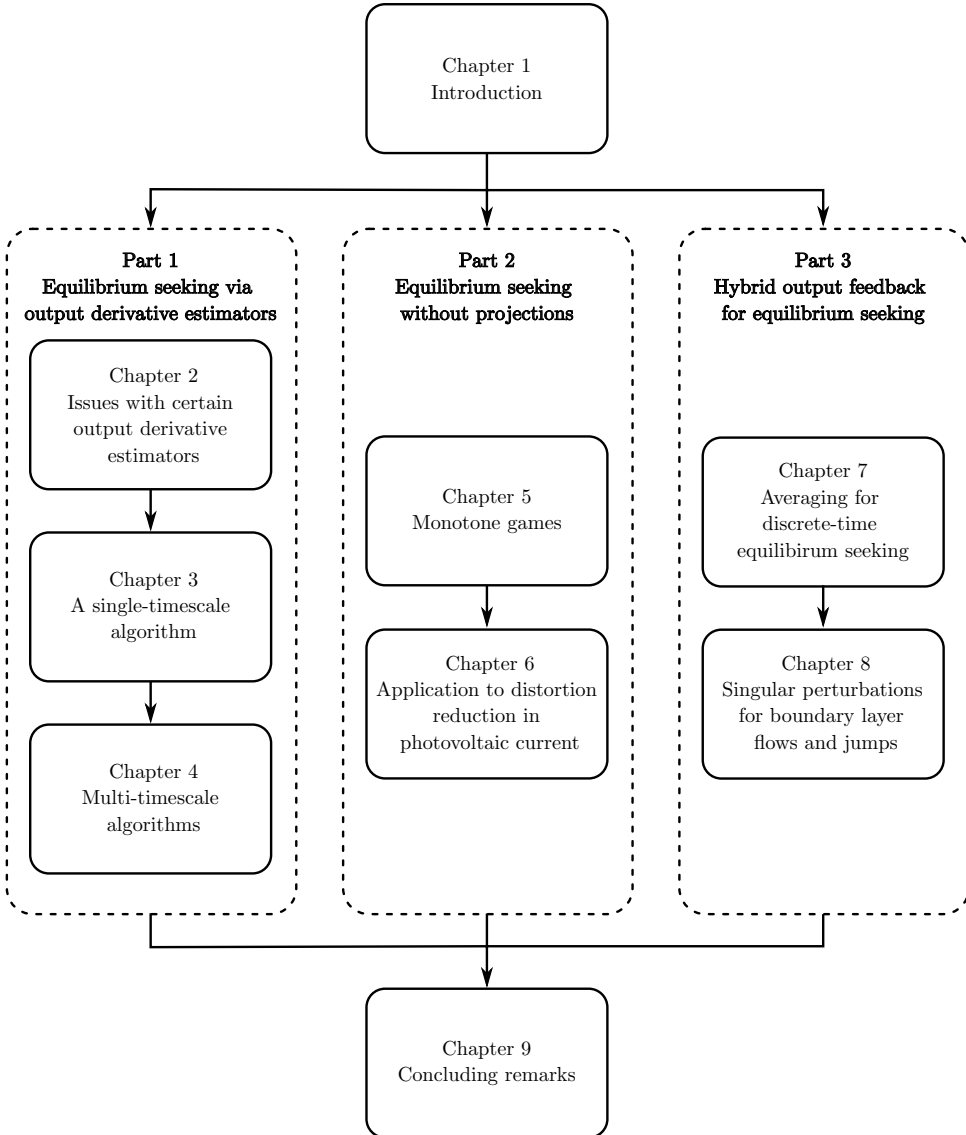 Chapter 1
Introduction
Part 1
Equilibrium seeking via
output derivative estimators
Chapter 2
Issues with certain
output derivative
estimators
Chapter 3
A single-timescale
algorithm
Chapter 4
Multi-timescale
algorithms
Part 2
Equilibrium seeking
without projections
Chapter 5
Monotone games
Chapter 6
Application to distortion
reduction in
photovoltaic current
Part 3
Hybrid output feedback
for equilibrium seeking
Chapter 7
Averaging for
discrete-time
equilibirum seeking
Chapter 8
Singular perturbations
for boundary layer
flows and jumps
Chapter 9
Concluding remarks